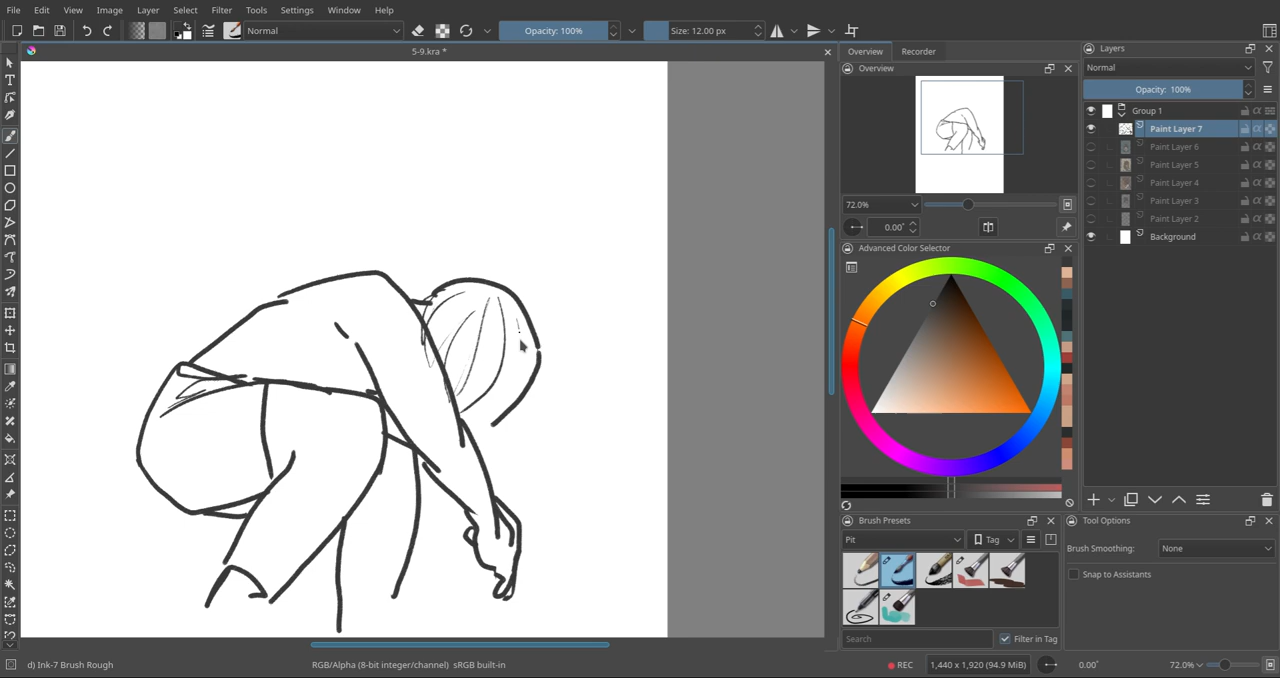 File Edit View Image Layer Select Filter Tools Settings Window Help
Normal Opacity: 100% Size: 12.00 px
5-9.kra *
Overview Recorder
Overview
72.0%
0.00°
Advanced Color Selector
Brush Presets
Pit Tag
Search Filter in Tag
Layers
Normal
Opacity: 100%
Group 1
Paint Layer 7
Paint Layer 6
Paint Layer 5
Paint Layer 4
Paint Layer 3
Paint Layer 2
Background
Tool Options
Brush Smoothing: None
Snap to Assistants
d) Ink-7 Brush Rough RGB/Alpha (8-bit integer/channel) sRGB built-in REC 1,440 x 1,920 (94.9 MiB) 0.00° 72.0%